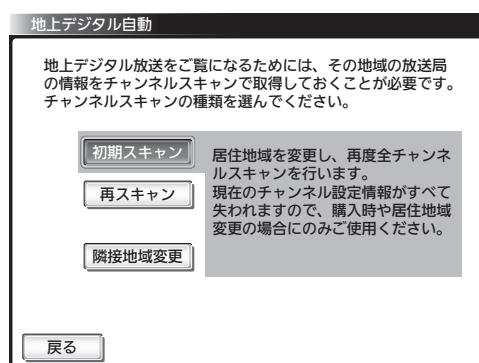 地上デジタル自動
地上デジタル放送をご覧になるためには、その地域の放送局
の情報をチャンネルスキャンで取得しておくことが必要です。
チャンネルスキャンの種類を選んでください。
初期スキャン
再スキャン
隣接地域変更
居住地域を変更し、再度全チャンネ
ルスキャンを行います。
現在のチャンネル設定情報がすべて
失われますので、購入時や居住地域
変更の場合にのみご使用ください。
戻る